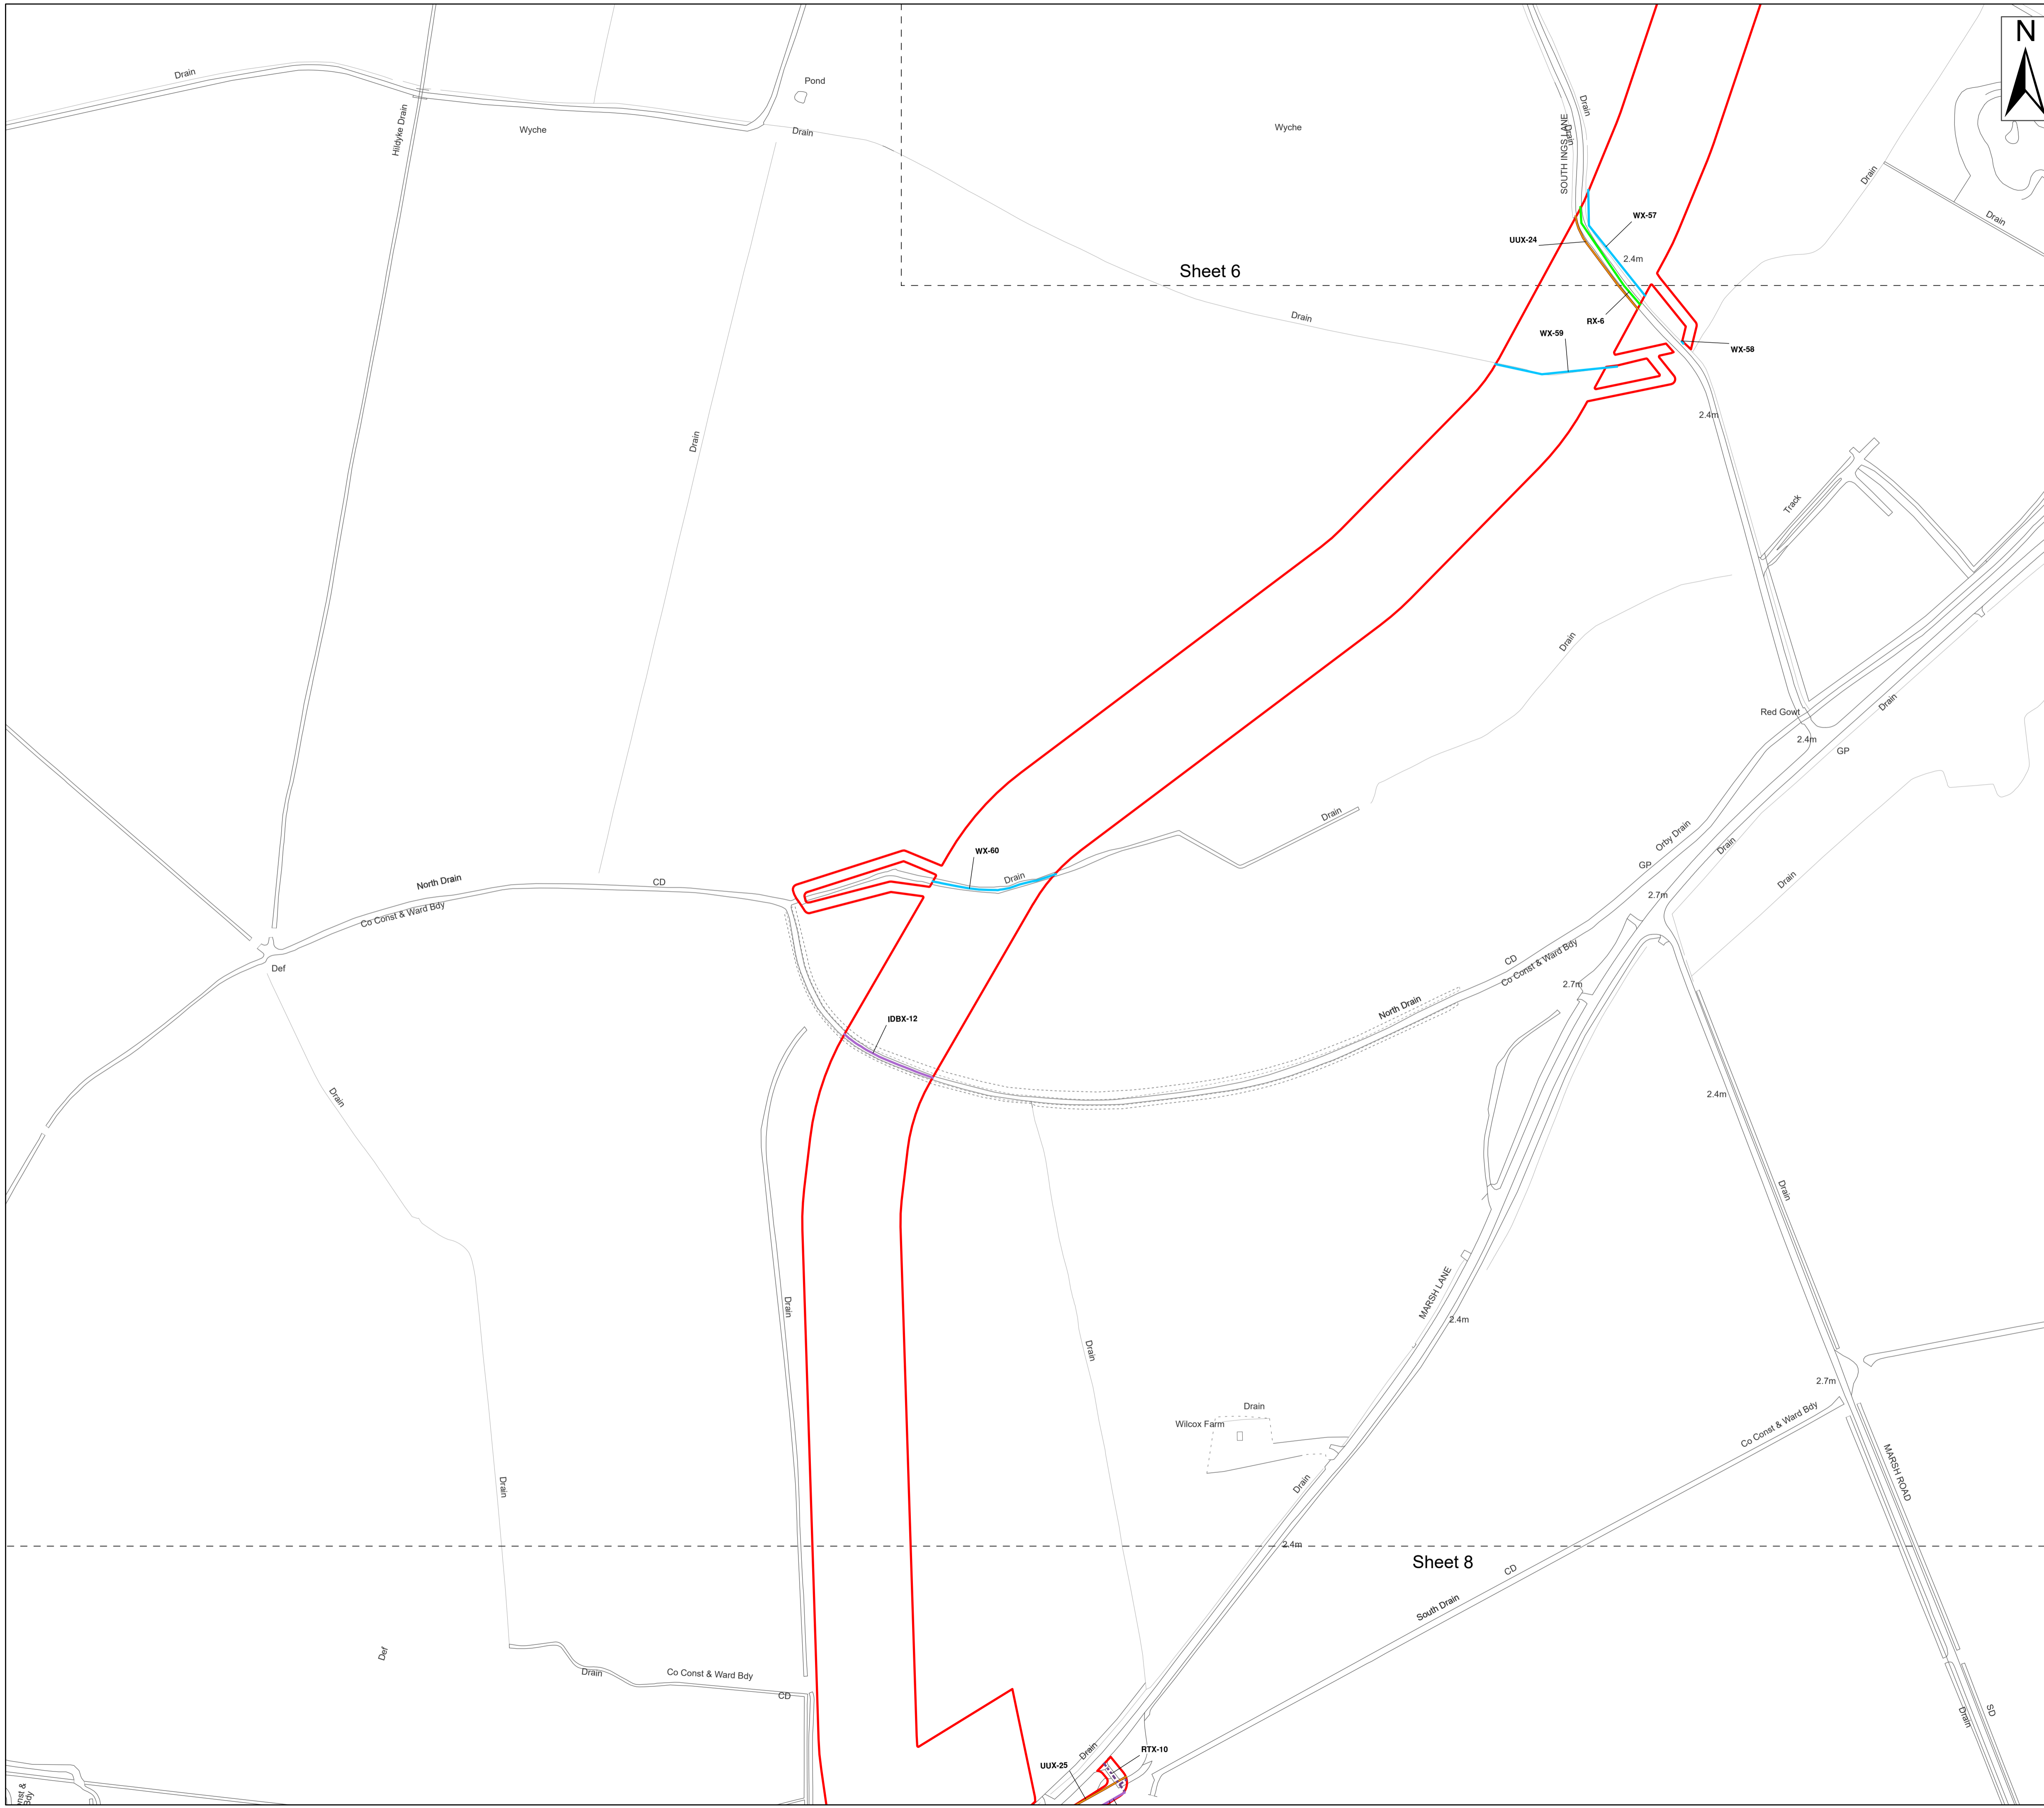 N
Drain
Hildyke Drain
Pond
Wyche
Drain
Wyche
SOUTH INGS LANE
Drain
Drain
Drain
Drain
WX-57
UUX-24
2.4m
Sheet 6
Drain
RX-6
WX-59
WX-58
2.4m
Drain
Track
Drain
Red Gowt
Drain
2.4m
GP
Drain
Orby Drain
Drain
GP
WX-60
Drain
Drain
North Drain
CD
Co Const & Ward Bdy
2.7m
Def
CD
Co Const & Ward Bdy
2.7m
North Drain
IDBX-12
Drain
2.4m
Drain
MARSH LANE
2.4m
Drain
Drain
2.7m
Drain
Wilcox Farm
Co Const & Ward Bdy
MARSH ROAD
Drain
Drain
2.4m
Sheet 8
CD
South Drain
Def
Drain
Co Const & Ward Bdy
CD
SD
Drain
Drain
RTX-10
UUX-25
nst &
Bdy